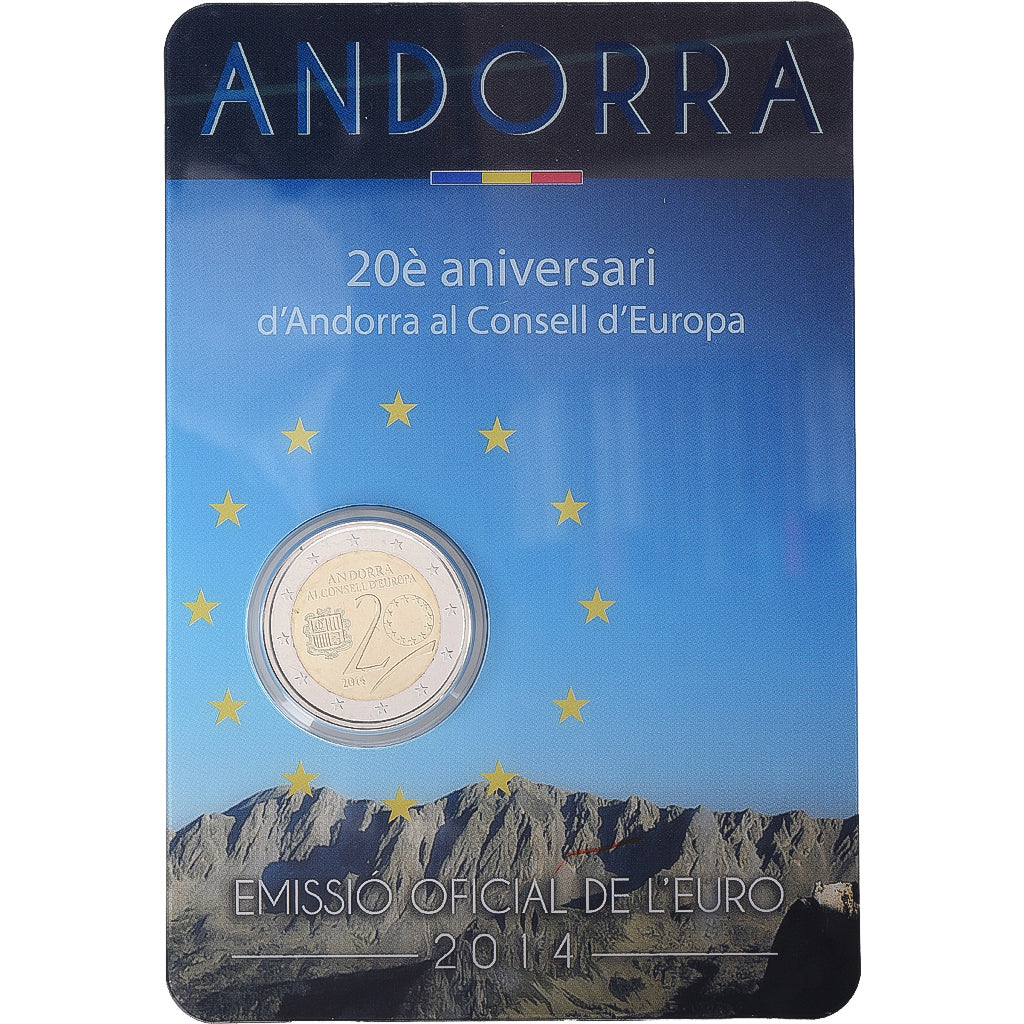 ANDORRA
20è aniversari
d'Andorra al Consell d'Europa
ANDORRA
AL CONSELL D'EUROPA
20
2014
EMISSIÓ OFICIAL DE L'EURO
2014